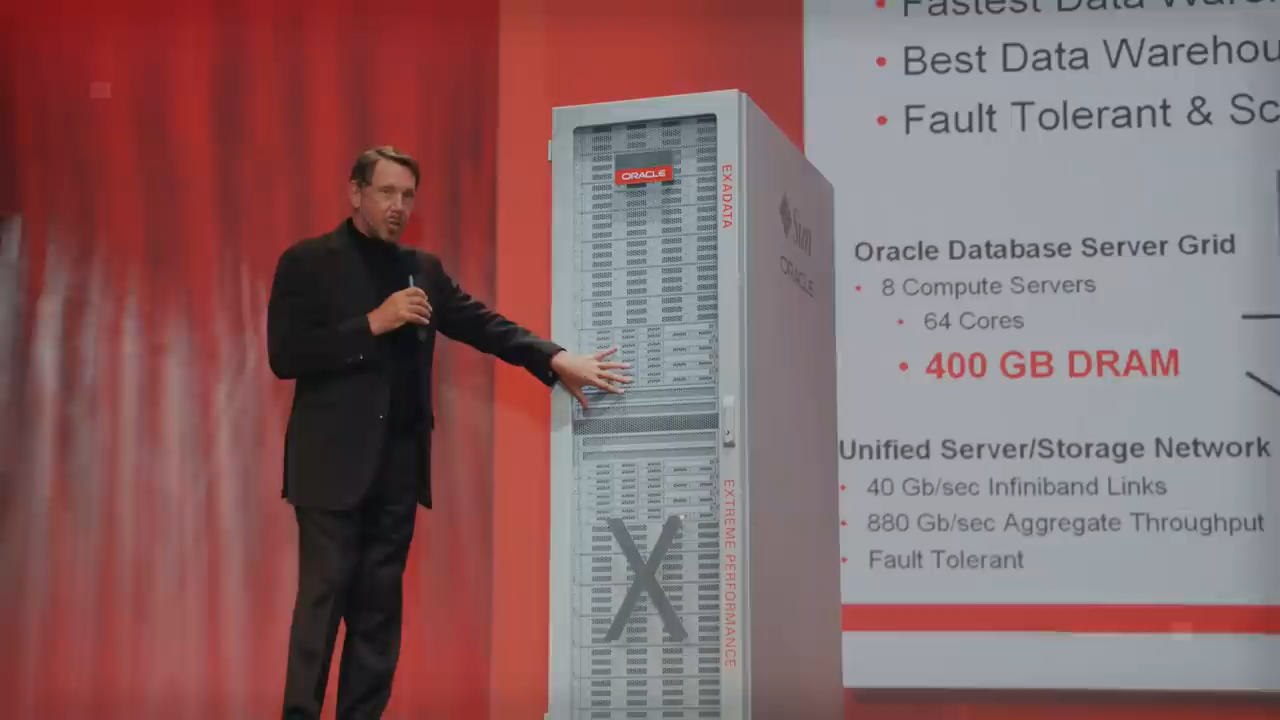 ORACLE
EXADATA
EXTREME PERFORMANCE
X
Sun
ORACLE
• Fastest Data
• Best Data
• Fault Tolerant &
Oracle Database Server Grid
• 8 Compute Servers
• 64 Cores
• 400 GB DRAM
Unified Server/Storage Network
• 40 Gb/sec Infiniband Links
• 880 Gb/sec Aggregate Throughput
• Fault Tolerant